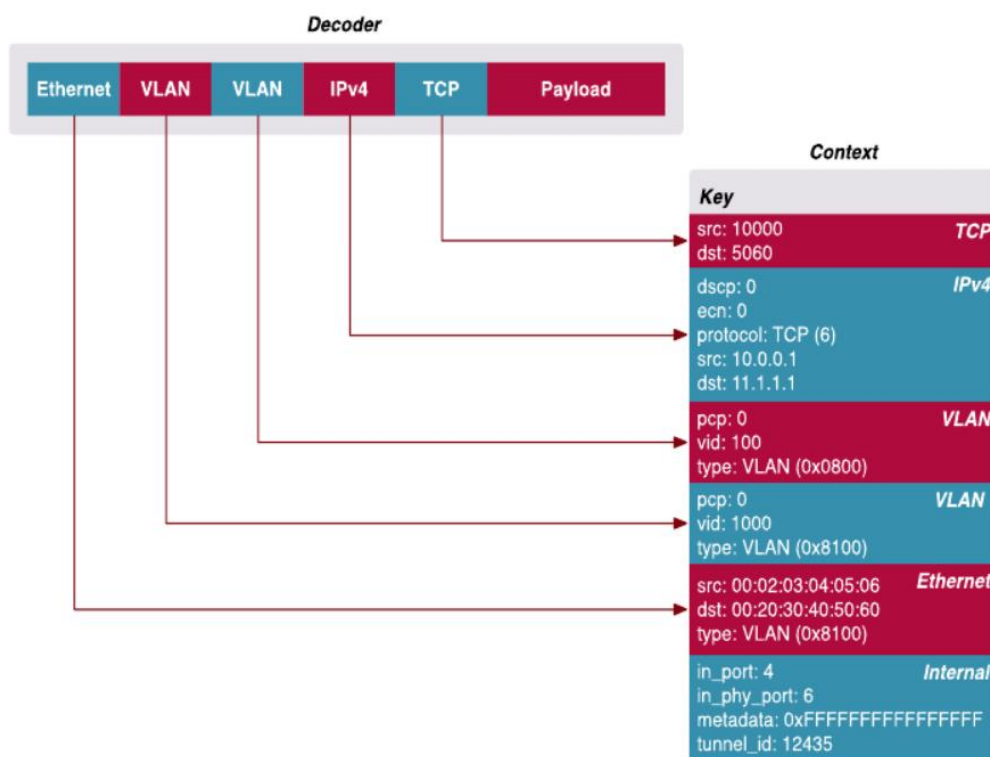 Decoder
Ethernet VLAN VLAN IPv4 TCP Payload
Context
Key
src: 10000 TCP
dst: 5060
dscp: 0 IPv4
ecn: 0
protocol: TCP (6)
src: 10.0.0.1
dst: 11.1.1.1
pcp: 0 VLAN
vid: 100
type: VLAN (0x0800)
pcp: 0 VLAN
vid: 1000
type: VLAN (0x8100)
src: 00:02:03:04:05:06 Ethernet
dst: 00:20:30:40:50:60
type: VLAN (0x8100)
in_port: 4 Internal
in_phy_port: 6
metadata: 0xFFFFFFFFFFFFFFFF
tunnel_id: 12435